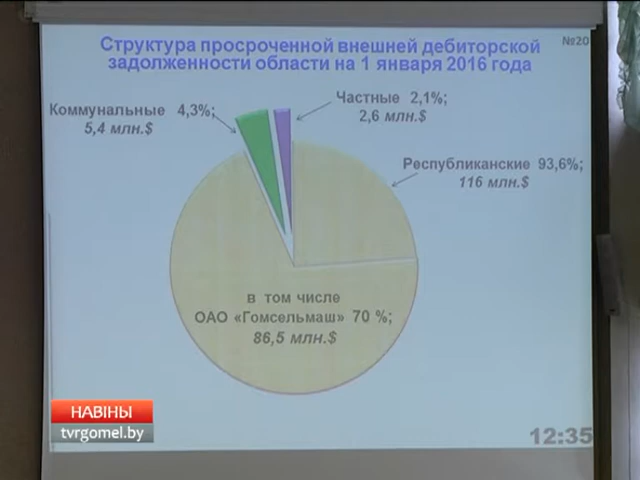 Структура просроченной внешней дебиторской
задолженности области на 1 января 2016 года
№20
Коммунальные 4,3%;
5,4 млн.$
Частные 2,1%;
2,6 млн.$
Республиканские 93,6%;
116 млн.$
в том числе
ОАО «Гомсельмаш» 70 %;
86,5 млн.$
НАВІНЫ
tvrgomel.by
12:35